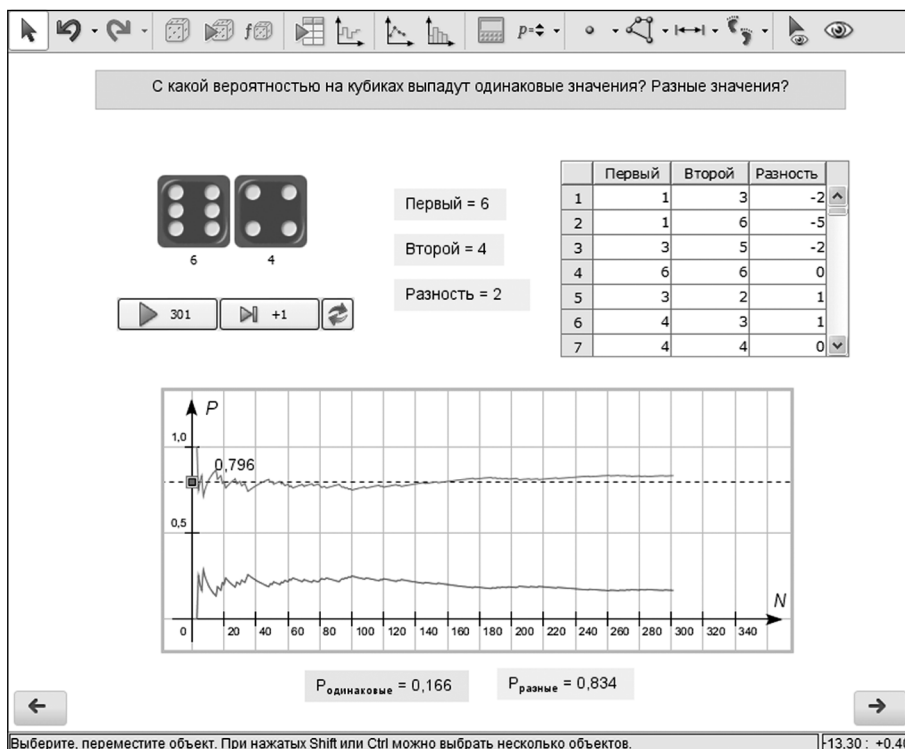 p=
С какой вероятностью на кубиках выпадут одинаковые значения? Разные значения?
6 4
301 +1
Первый = 6
Второй = 4
Разность = 2
Первый Второй Разность
1 1 3 -2
2 1 6 -5
3 3 5 -2
4 6 6 0
5 3 2 1
6 4 3 1
7 4 4 0
P
1,0
0,796
0,5
N
0 20 40 60 80 100 120 140 160 180 200 220 240 260 280 300 320 340
Pодинаковые = 0,166 Pразные = 0,834
Выберите, переместите объект. При нажатых Shift или Ctrl можно выбрать несколько объектов.